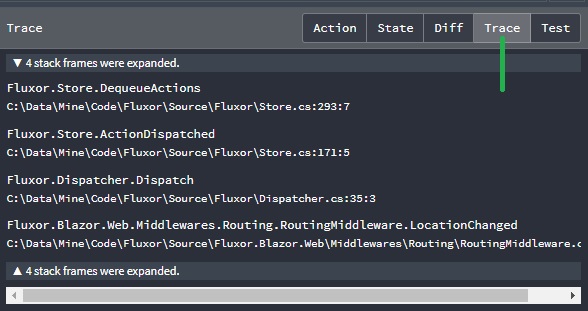 Trace Action State Diff Trace Test
▼ 4 stack frames were expanded.
Fluxor.Store.DequeueActions
C:\Data\Mine\Code\Fluxor\Source\Fluxor\Store.cs:293:7
Fluxor.Store.ActionDispatched
C:\Data\Mine\Code\Fluxor\Source\Fluxor\Store.cs:171:5
Fluxor.Dispatcher.Dispatch
C:\Data\Mine\Code\Fluxor\Source\Fluxor\Dispatcher.cs:35:3
Fluxor.Blazor.Web.Middlewares.Routing.RoutingMiddleware.LocationChanged
C:\Data\Mine\Code\Fluxor\Source\Fluxor.Blazor.Web\Middlewares\Routing\RoutingMiddleware.c
▲ 4 stack frames were expanded.